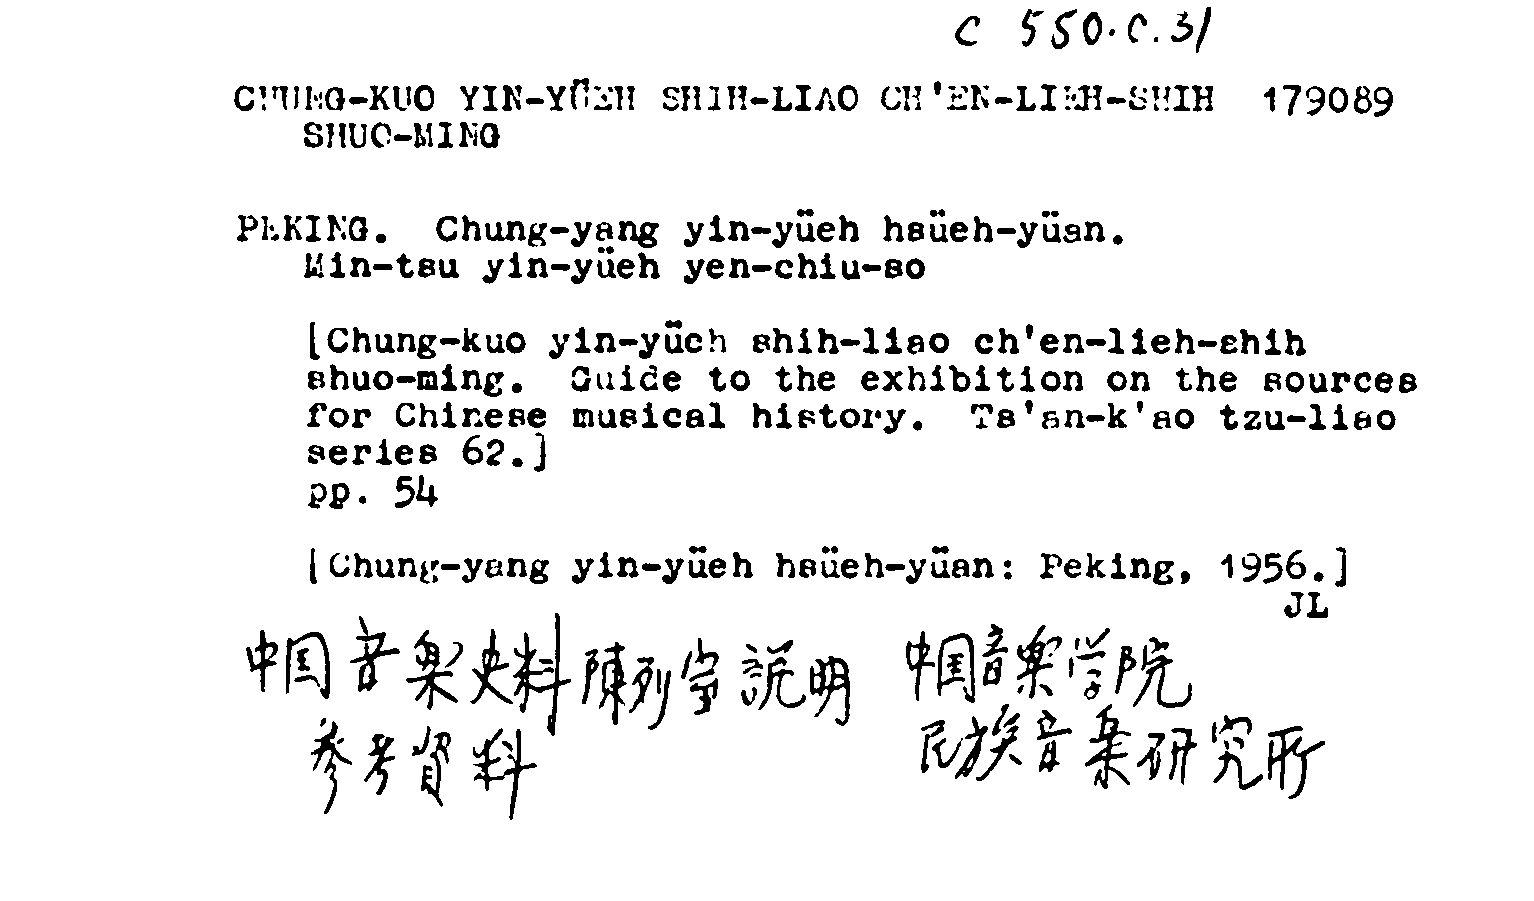 C 550.c.31
CHUNG-KUO YIN-YÜEH SHIH-LIAO CH'EN-LIEH-SHIH 179089
SHUO-MING
PEKING. Chung-yang yin-yüeh hsüeh-yüan.
Min-tsu yin-yüeh yen-chiu-so
[Chung-kuo yin-yüeh shih-liao ch'en-lieh-shih
shuo-ming. Guide to the exhibition on the sources
for Chinese musical history. Ts'an-k'ao tzu-liao
series 62.]
pp. 54
[Chung-yang yin-yüeh hsüeh-yüan: Peking, 1956.]
JL
中国音楽史料陳列室説明 中国音楽学院
参考資料 民族音楽研究所